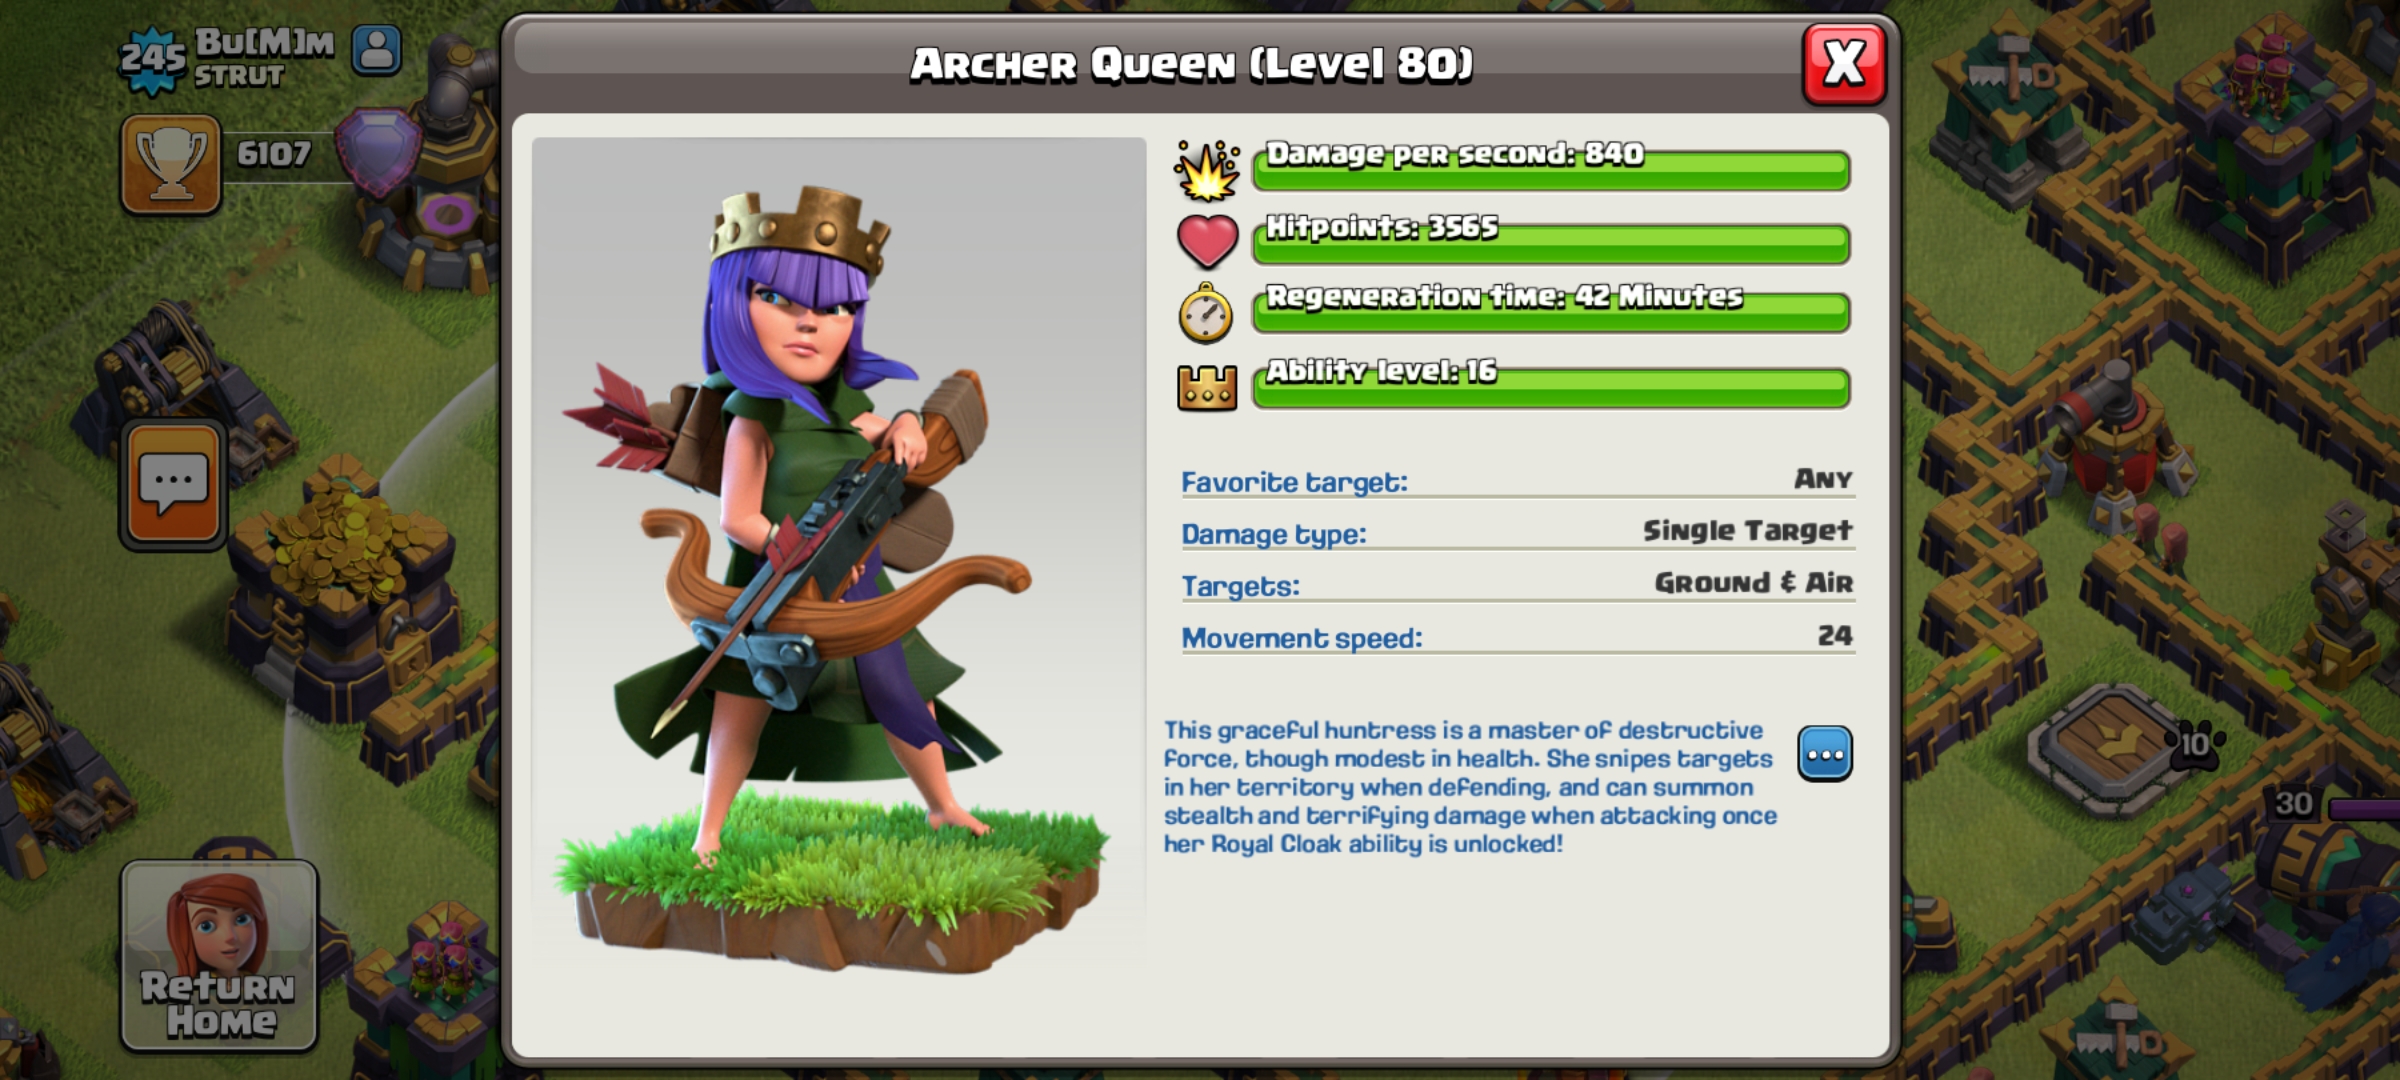 245
Bu[M]m
STRUT
6107
Return
Home
Archer Queen (Level 80)
X
Damage per second: 840
Hitpoints: 3565
Regeneration time: 42 Minutes
Ability level: 16
Favorite target: Any
Damage type: Single Target
Targets: Ground & Air
Movement speed: 24
This graceful huntress is a master of destructive
force, though modest in health. She snipes targets
in her territory when defending, and can summon
stealth and terrifying damage when attacking once
her Royal Cloak ability is unlocked!
10
30